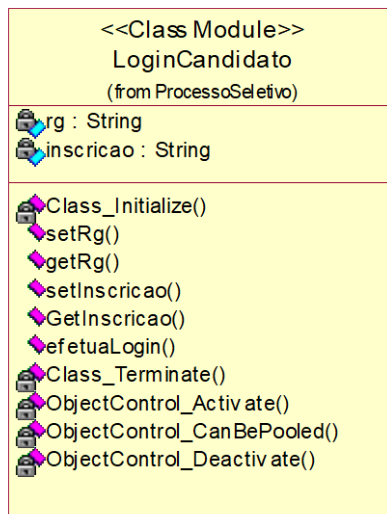 <<Class Module>>
LoginCandidato
(from ProcessoSeletivo)
rg : String
inscricao : String
Class_Initialize()
setRg()
getRg()
setInscricao()
GetInscricao()
efetuaLogin()
Class_Terminate()
ObjectControl_Activate()
ObjectControl_CanBePooled()
ObjectControl_Deactivate()